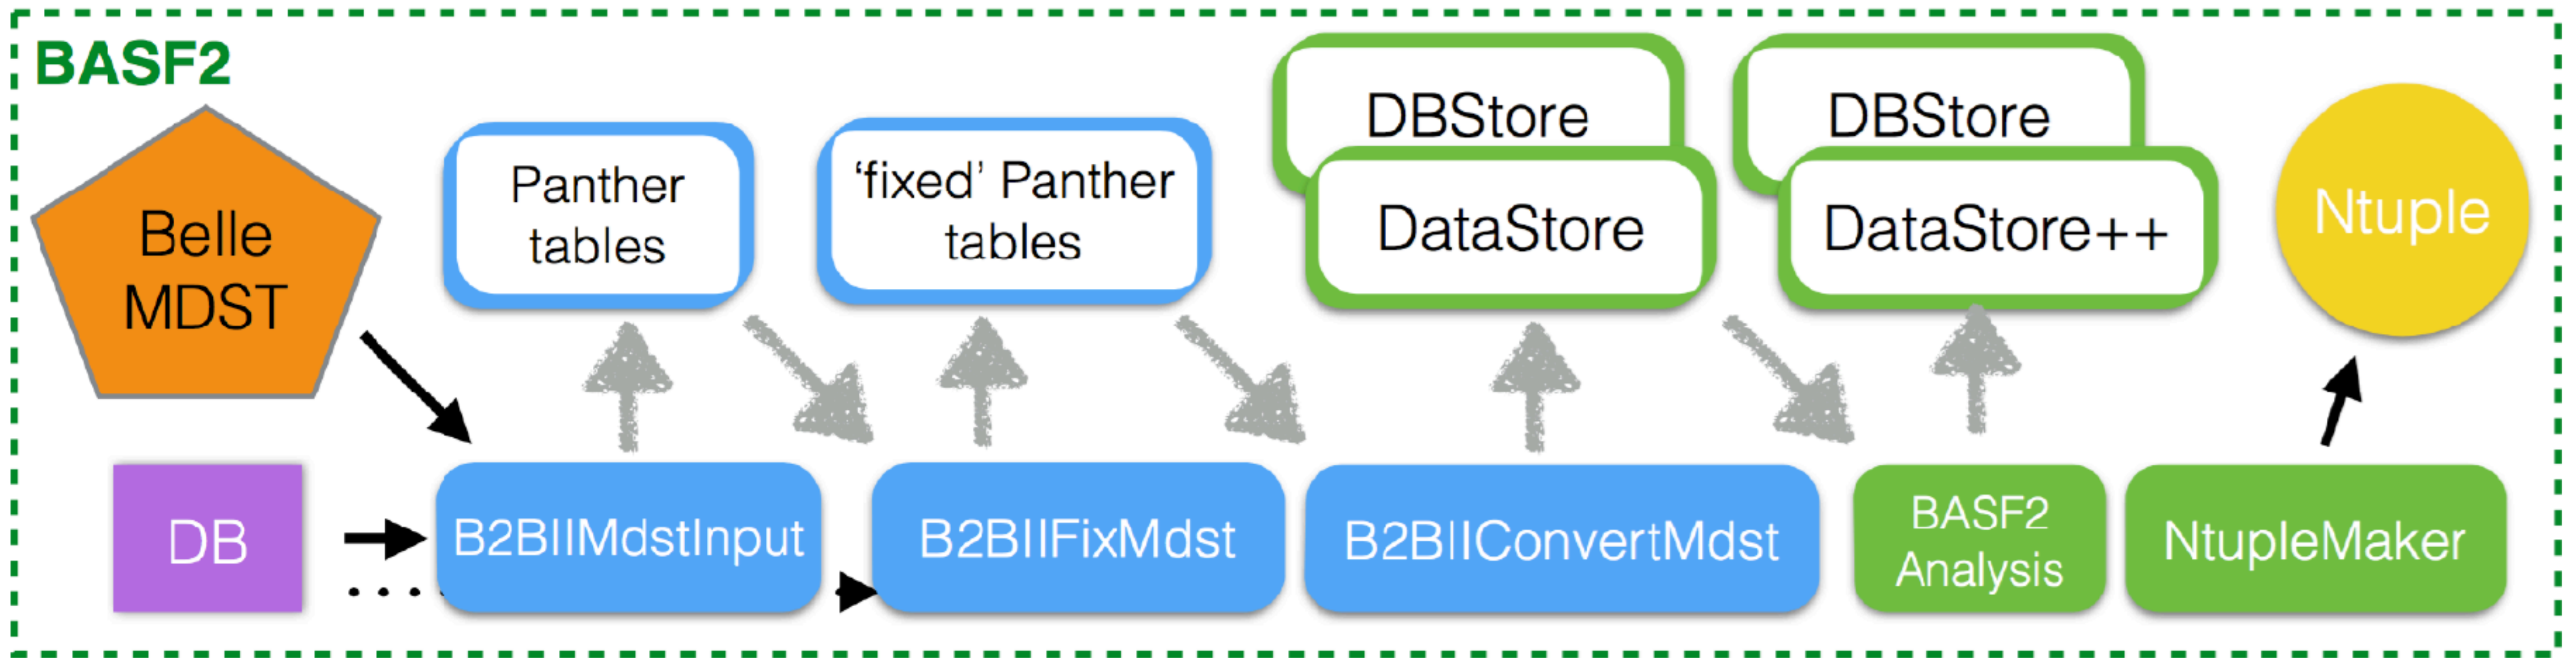 BASF2
Belle
MDST
Panther
tables
‘fixed’ Panther
tables
DBStore
DataStore
DBStore
DataStore++
Ntuple
DB
B2BIIMdstInput
B2BIIFixMdst
B2BIIConvertMdst
BASF2
Analysis
NtupleMaker